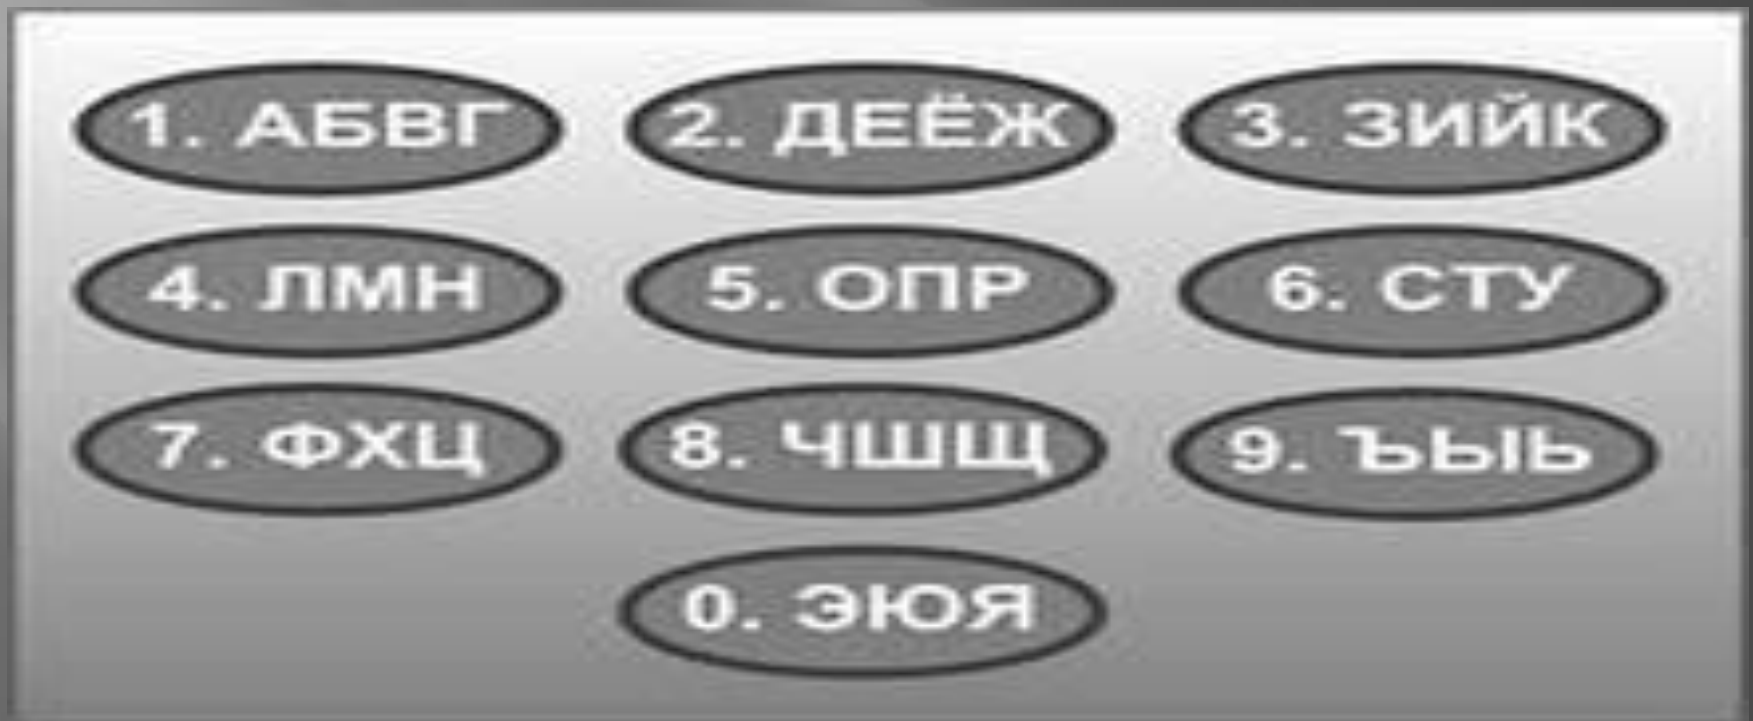 1. АБВГ 2. ДЕЁЖ 3. ЗИЙК
4. ЛМН 5. ОПР 6. СТУ
7. ФХЦ 8. ЧШЩ 9. ЪЫЬ
0. ЭЮЯ